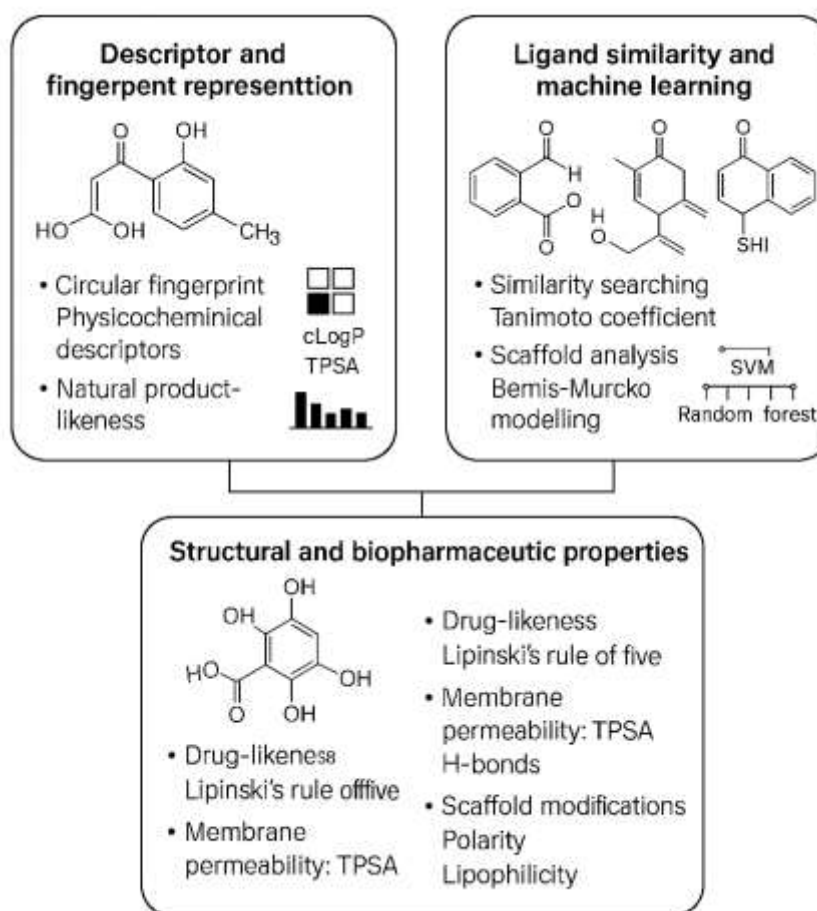 Descriptor and
fingerpent representtion
O
OH
HO
OH
CH3
• Circular fingerprint
Physicocheminical
descriptors
• Natural product-
likeness
cLogP
TPSA
Ligand similarity and
machine learning
O
H
O
O
O
H
O
O
SHI
• Similarity searching
Tanimoto coefficient
• Scaffold analysis
Bemis-Murcko
modelling
SVM
Random forest
Structural and biopharmaceutic properties
OH
OH
OH
HO
OH
O
OH
• Drug-likeness
Lipinski's rule offfive
• Membrane
permeability: TPSA
• Drug-likeness
Lipinski's rule of five
• Membrane
permeability: TPSA
H-bonds
• Scaffold modifications
Polarity
Lipophilicity